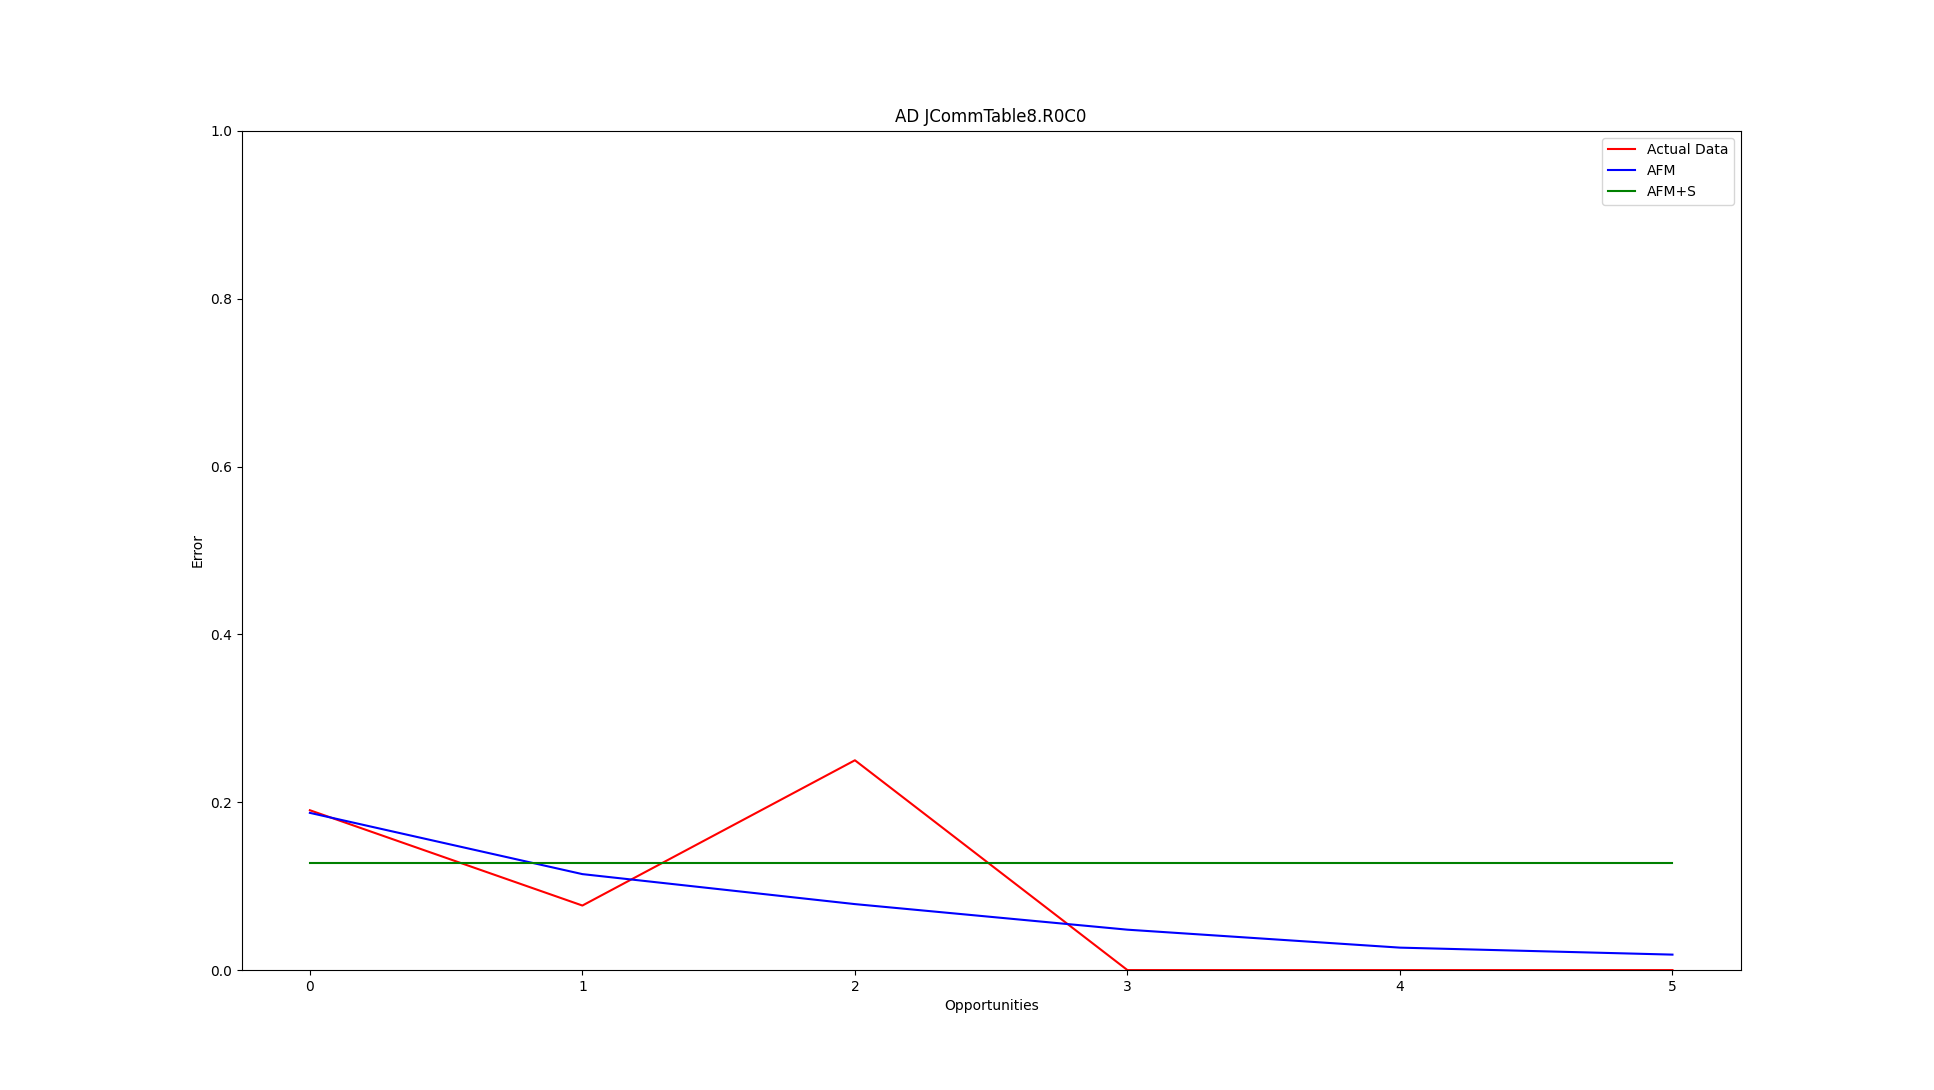 AD JCommTable8.R0C0
1.0
0.8
0.6
0.4
0.2
0.0
Error
Actual Data
AFM
AFM+S
0 1 2 3 4 5
Opportunities